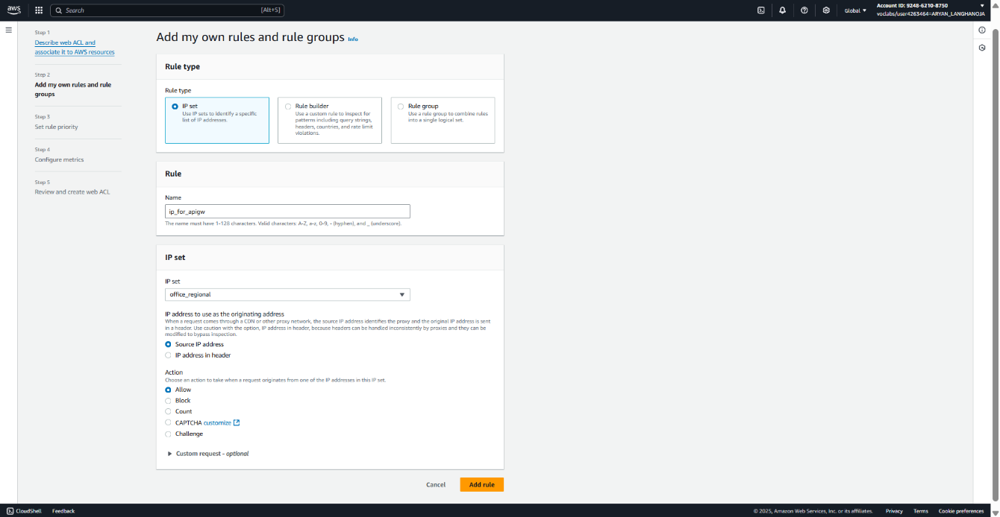 aws
Search
[Alt+S]
Global
Account ID: 9248-6210-8750
voclabs/user4263464=ARYAN_LANGHANOJA
Step 1
Describe web ACL and
associate it to AWS resources
Step 2
Add my own rules and rule
groups
Step 3
Set rule priority
Step 4
Configure metrics
Step 5
Review and create web ACL
Add my own rules and rule groups Info
Rule type
Rule type
IP set
Use IP sets to identify a specific
list of IP addresses.
Rule builder
Use a custom rule to inspect for
patterns including query strings,
headers, countries, and rate limit
violations.
Rule group
Use a rule group to combine rules
into a single logical set.
Rule
Name
ip_for_apigw
The name must have 1-128 characters. Valid characters: A-Z, a-z, 0-9, - (hyphen), and _ (underscore).
IP set
IP set
office_regional
IP address to use as the originating address
When a request comes through a CDN or other proxy network, the source IP address identifies the proxy and the original IP address is sent
in a header. Use caution with the option, IP address in header, because headers can be handled inconsistently by proxies and they can be
modified to bypass inspection.
Source IP address
IP address in header
Action
Choose an action to take when a request originates from one of the IP addresses in this IP set.
Allow
Block
Count
CAPTCHA customize
Challenge
Custom request - optional
Cancel
Add rule
CloudShell
Feedback
© 2025, Amazon Web Services, Inc. or its affiliates.
Privacy
Terms
Cookie preferences